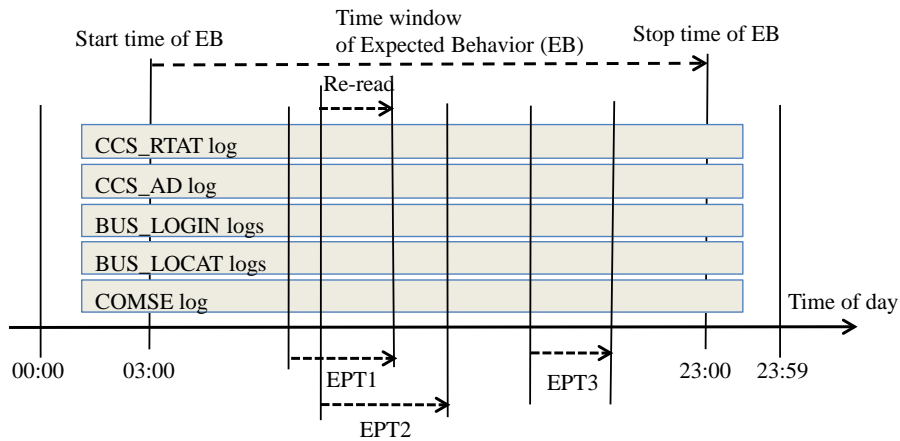 Start time of EB
Time window
of Expected Behavior (EB)
Stop time of EB
Re-read
CCS_RTAT log
CCS_AD log
BUS_LOGIN logs
BUS_LOCAT logs
COMSE log
Time of day
00:00
03:00
EPT1
EPT2
EPT3
23:00
23:59